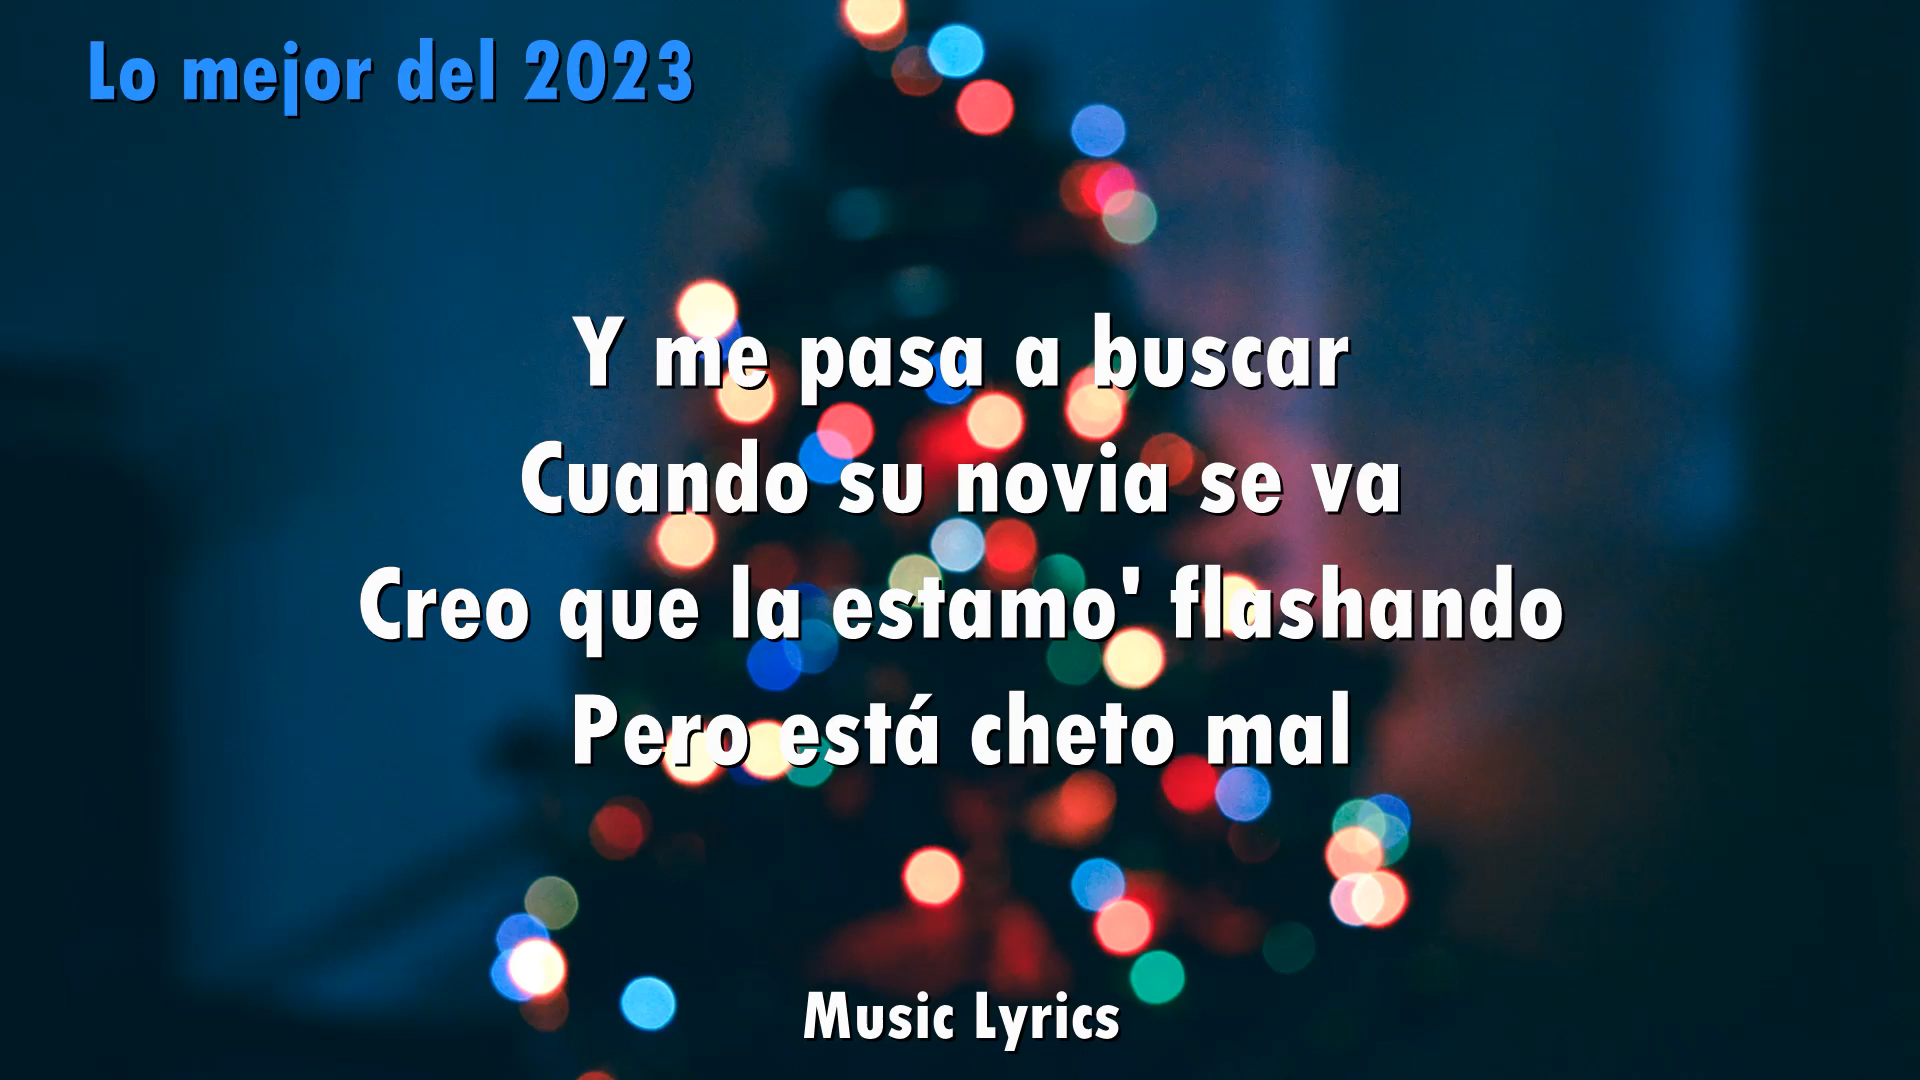 Lo mejor del 2023
Y me pasa a buscar
Cuando su novia se va
Creo que la estamo' flashando
Pero está cheto mal
Music Lyrics